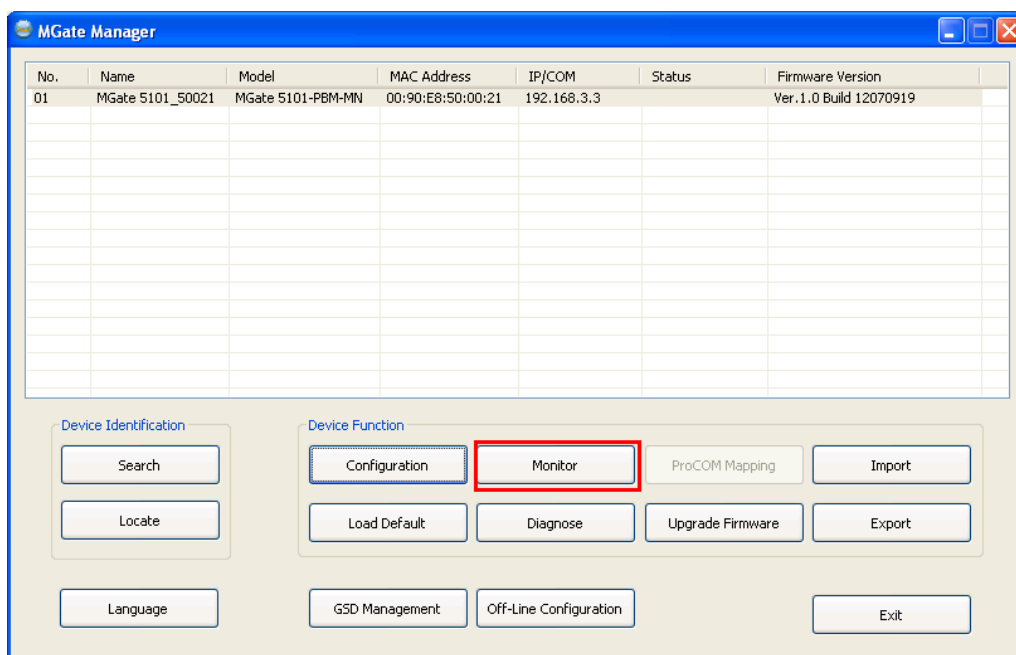 MGate Manager
No. Name Model MAC Address IP/COM Status Firmware Version
01 MGate 5101_50021 MGate 5101-PBM-MN 00:90:E8:50:00:21 192.168.3.3 Ver.1.0 Build 12070919
Device Identification
Search
Locate
Device Function
Configuration Monitor ProCOM Mapping Import
Load Default Diagnose Upgrade Firmware Export
Language GSD Management Off-Line Configuration Exit